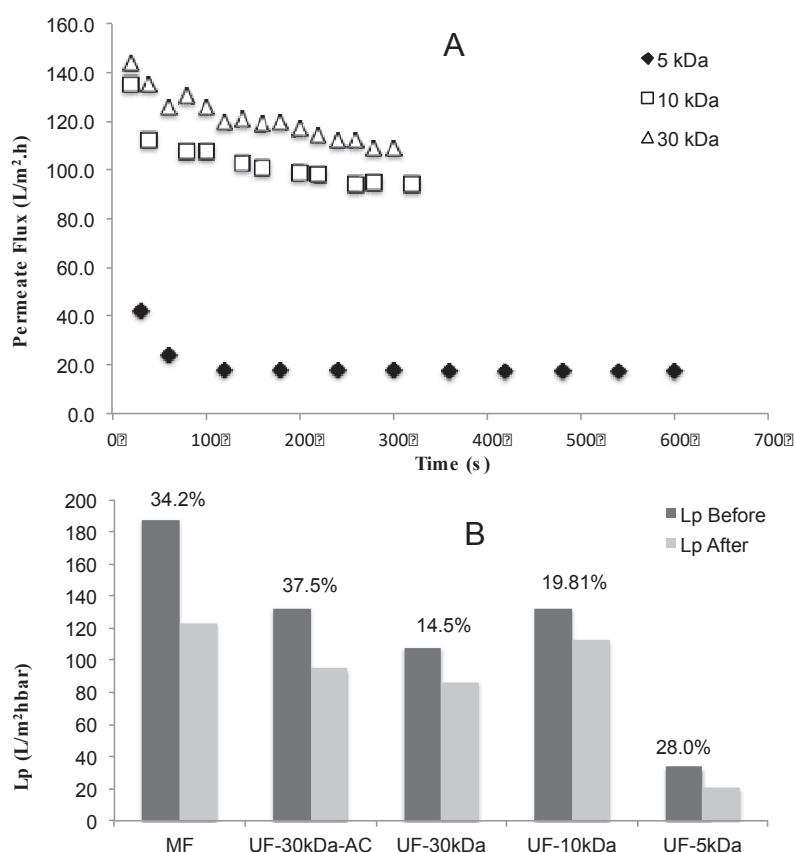 A
160.0
140.0
120.0
100.0
80.0
60.0
40.0
20.0
0.0
Permeate Flux (L/m².h)
5 kDa
10 kDa
30 kDa
0 100 200 300 400 500 600 700
Time (s)
B
200
180
160
140
120
100
80
60
40
20
0
Lp (L/m²hbar)
Lp Before
Lp After
34.2%
37.5%
14.5%
19.81%
28.0%
MF UF-30kDa-AC UF-30kDa UF-10kDa UF-5kDa